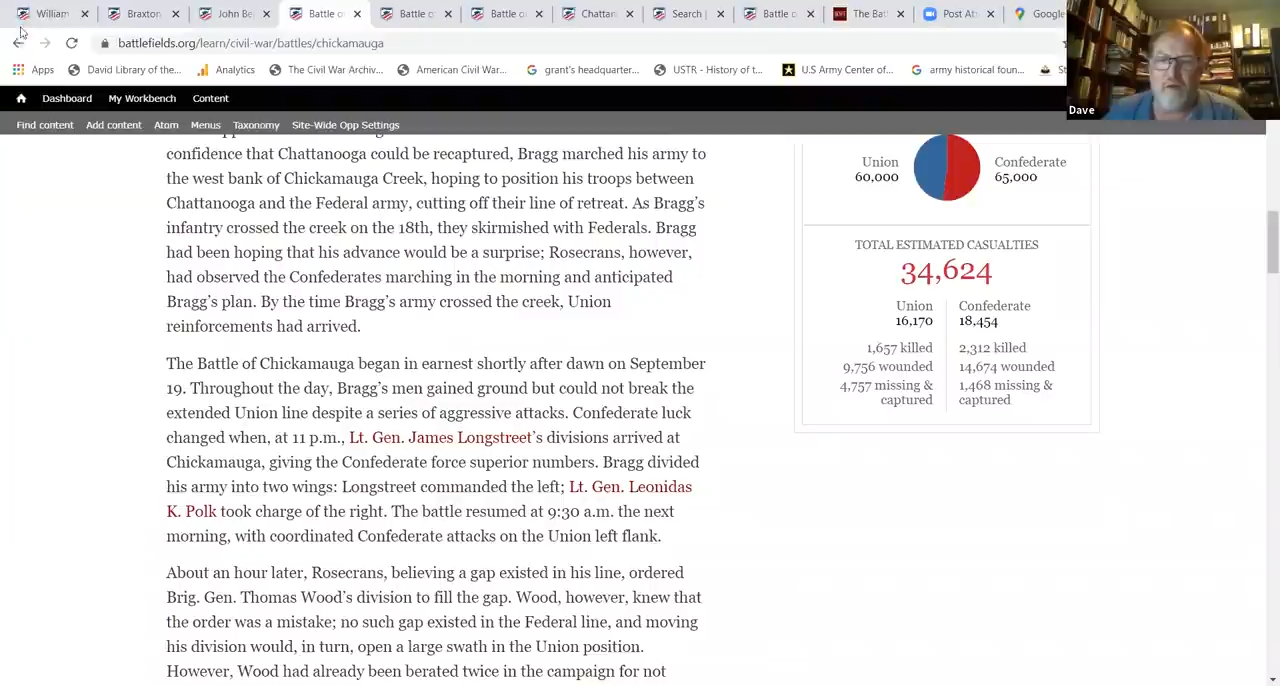 William
Braxton
John Be
Battle o
Battle c
Battle o
Chattan
Search |
Battle o
The Bat
Post At
Google
battlefields.org/learn/civil-war/battles/chickamauga
Apps
David Library of the...
Analytics
The Civil War Archiv...
American Civil War...
grant's headquarter...
USTR - History of t...
U.S Army Center of...
army historical foun...
St
Dave
Dashboard
My Workbench
Content
Find content
Add content
Atom
Menus
Taxonomy
Site-Wide Opp Settings
confidence that Chattanooga could be recaptured, Bragg marched his army to
the west bank of Chickamauga Creek, hoping to position his troops between
Chattanooga and the Federal army, cutting off their line of retreat. As Bragg's
infantry crossed the creek on the 18th, they skirmished with Federals. Bragg
had been hoping that his advance would be a surprise; Rosecrans, however,
had observed the Confederates marching in the morning and anticipated
Bragg's plan. By the time Bragg's army crossed the creek, Union
reinforcements had arrived.
The Battle of Chickamauga began in earnest shortly after dawn on September
19. Throughout the day, Bragg's men gained ground but could not break the
extended Union line despite a series of aggressive attacks. Confederate luck
changed when, at 11 p.m., Lt. Gen. James Longstreet's divisions arrived at
Chickamauga, giving the Confederate force superior numbers. Bragg divided
his army into two wings: Longstreet commanded the left; Lt. Gen. Leonidas
K. Polk took charge of the right. The battle resumed at 9:30 a.m. the next
morning, with coordinated Confederate attacks on the Union left flank.
About an hour later, Rosecrans, believing a gap existed in his line, ordered
Brig. Gen. Thomas Wood's division to fill the gap. Wood, however, knew that
the order was a mistake; no such gap existed in the Federal line, and moving
his division would, in turn, open a large swath in the Union position.
However, Wood had already been berated twice in the campaign for not
Union
60,000
Confederate
65,000
TOTAL ESTIMATED CASUALTIES
34,624
Union
16,170
Confederate
18,454
1,657 killed
2,312 killed
9,756 wounded
14,674 wounded
4,757 missing &
captured
1,468 missing &
captured